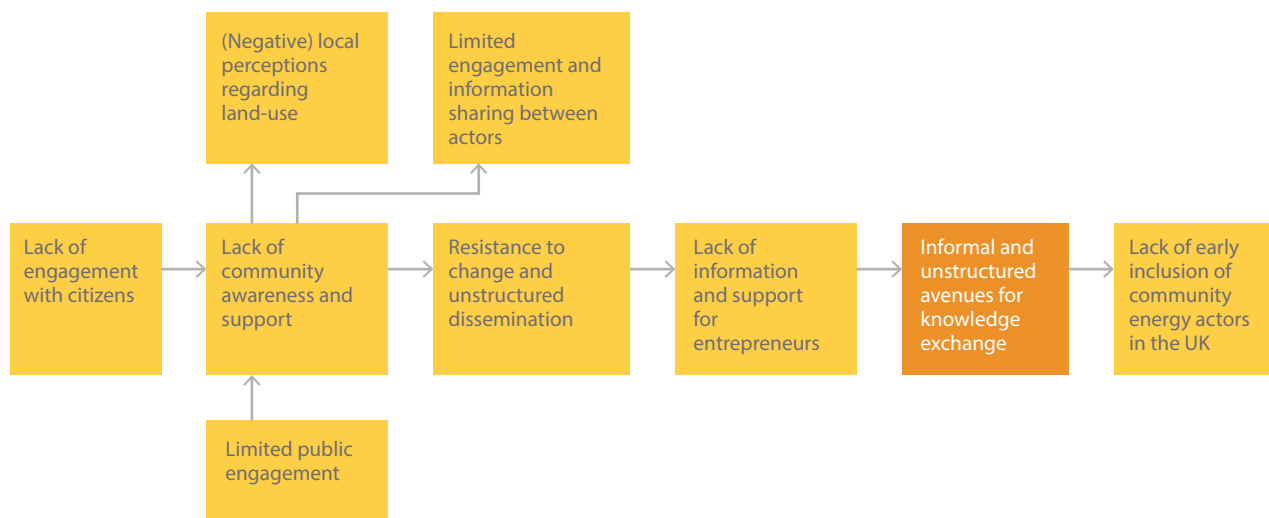 (Negative) local
perceptions
regarding
land-use
Limited
engagement and
information
sharing between
actors
Lack of
engagement
with citizens
Lack of
community
awareness and
support
Resistance to
change and
unstructured
dissemination
Lack of
information
and support
for
entrepreneurs
Informal and
unstructured
avenues for
knowledge
exchange
Lack of early
inclusion of
community
energy actors
in the UK
Limited public
engagement